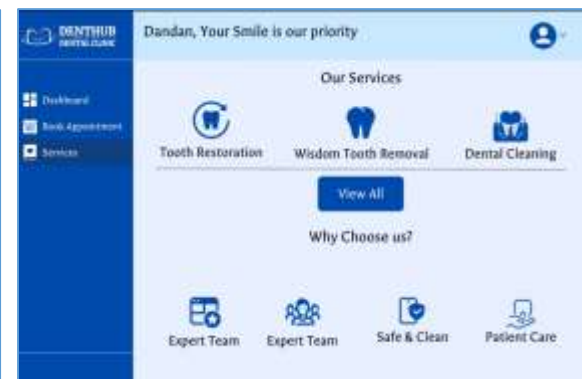 DENTHUB
DENTAL CLINIC
Dandan, Your Smile is our priority
Dashboard
Book Appointment
Services
Our Services
Tooth Restoration
Wisdom Tooth Removal
Dental Cleaning
View All
Why Choose us?
Expert Team
Expert Team
Safe & Clean
Patient Care